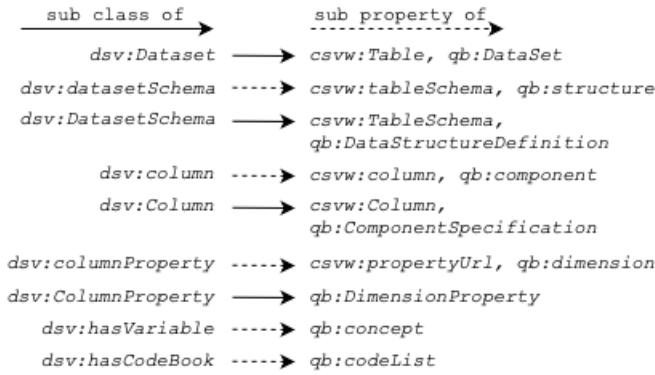 sub class of sub property of
dsv:Dataset csvw:Table, qb:DataSet
dsv:datasetSchema csvw:tableSchema, qb:structure
dsv:DatasetSchema csvw:TableSchema,
qb:DataStructureDefinition
dsv:column csvw:column, qb:component
dsv:Column csvw:Column,
qb:ComponentSpecification
dsv:columnProperty csvw:propertyUrl, qb:dimension
dsv:ColumnProperty qb:DimensionProperty
dsv:hasVariable qb:concept
dsv:hasCodeBook qb:codeList